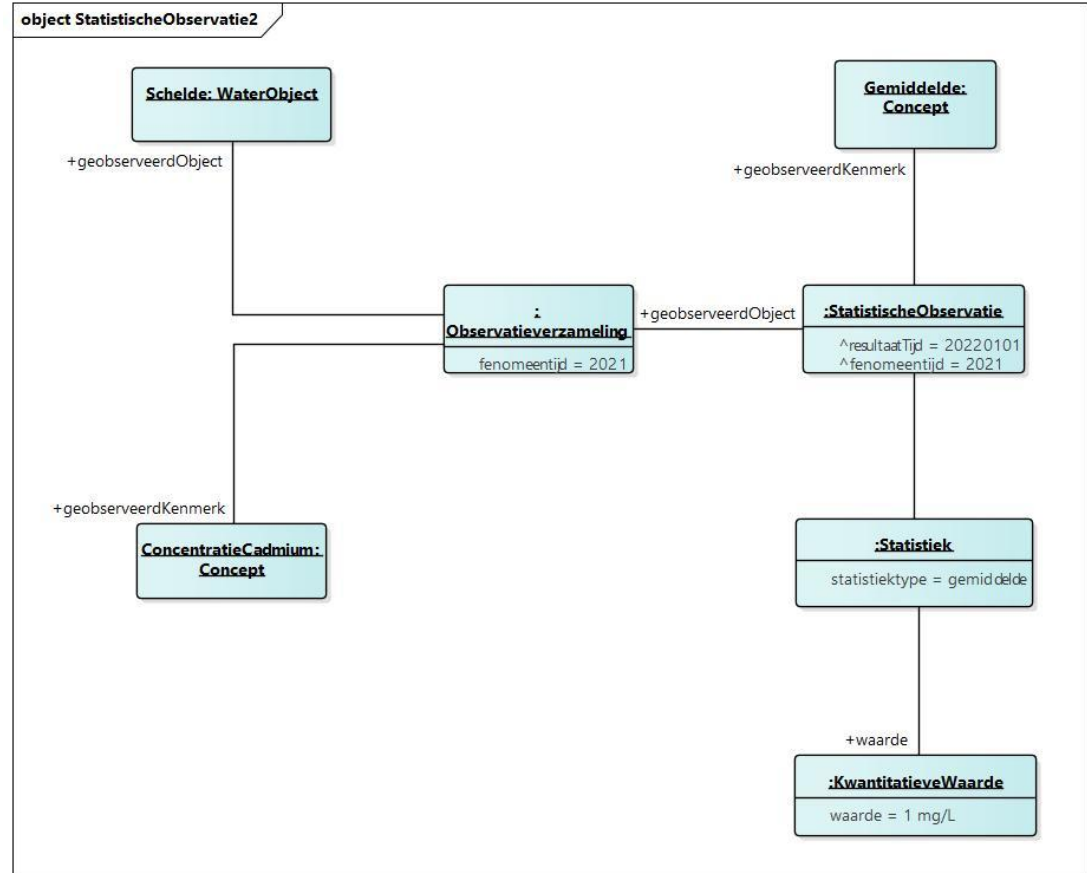 object StatistischeObservatie2
Schelde: WaterObject
Gemiddelde:
Concept
+geobserveerdObject
+geobserveerdKenmerk
:
Observatieverzameling
fenomeentijd = 2021
+geobserveerdObject
:StatistischeObservatie
^resultaatTijd = 20220101
^fenomeentijd = 2021
+geobserveerdKenmerk
ConcentratieCadmium:
Concept
:Statistiek
statistiektype = gemiddelde
+waarde
:KwantitatieveWaarde
waarde = 1 mg/L